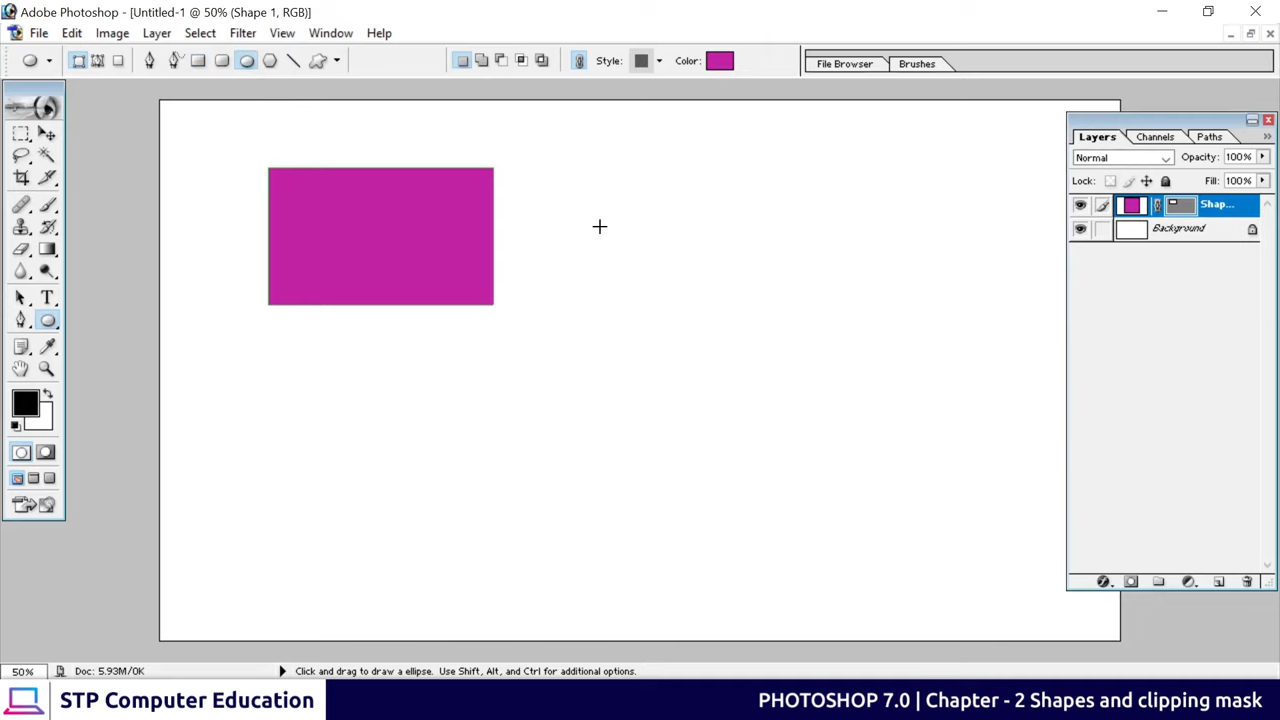 Adobe Photoshop - [Untitled-1 @ 50% (Shape 1, RGB)]
File Edit Image Layer Select Filter View Window Help
Style: Color: File Browser Brushes
Layers Channels Paths
Normal Opacity: 100%
Lock: Fill: 100%
Shap...
Background
T
50% Doc: 5.93M/0K Click and drag to draw a ellipse. Use Shift, Alt, and Ctrl for additional options.
STP Computer Education PHOTOSHOP 7.0 | Chapter - 2 Shapes and clipping mask